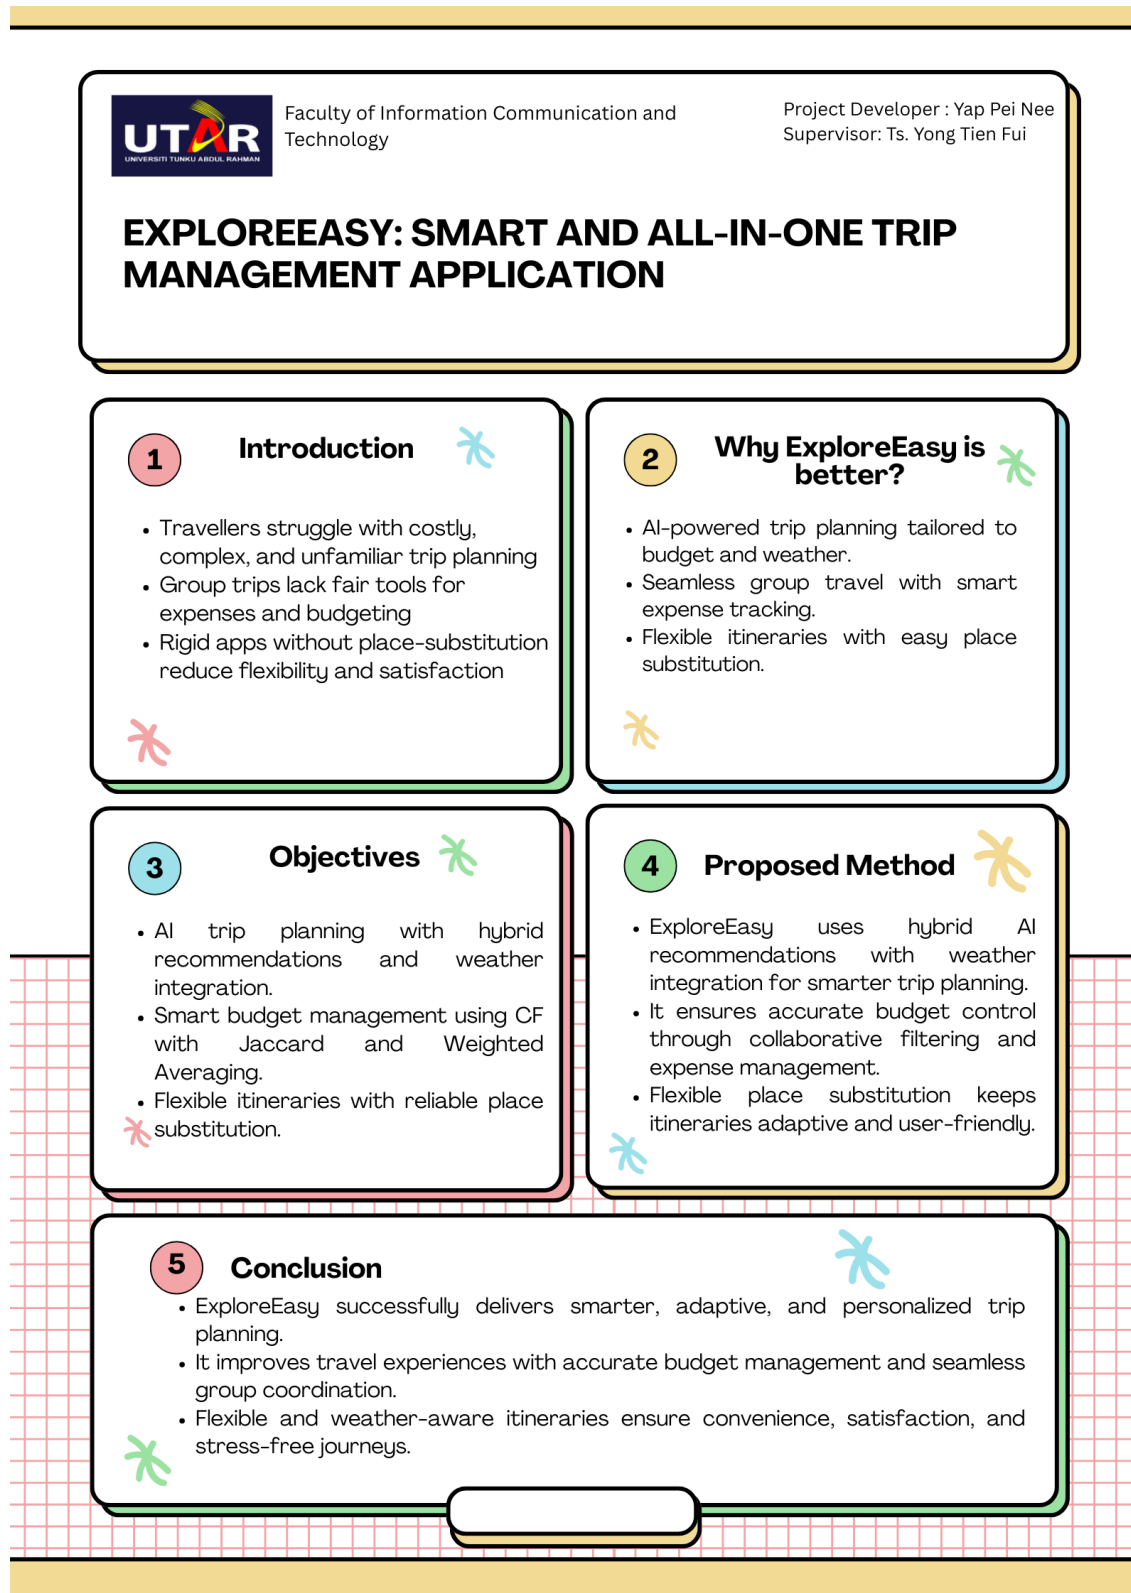 UTAR
UNIVERSITI TUNKU ABDUL RAHMAN
Faculty of Information Communication and
Technology
Project Developer : Yap Pei Nee
Supervisor: Ts. Yong Tien Fui
EXPLOREEASY: SMART AND ALL-IN-ONE TRIP
MANAGEMENT APPLICATION
1
Introduction
• Travellers struggle with costly,
complex, and unfamiliar trip planning
• Group trips lack fair tools for
expenses and budgeting
• Rigid apps without place-substitution
reduce flexibility and satisfaction
2
Why ExploreEasy is
better?
• AI-powered trip planning tailored to
budget and weather.
• Seamless group travel with smart
expense tracking.
• Flexible itineraries with easy place
substitution.
3
Objectives
• AI trip planning with hybrid
recommendations and weather
integration.
• Smart budget management using CF
with Jaccard and Weighted
Averaging.
• Flexible itineraries with reliable place
substitution.
4
Proposed Method
• ExploreEasy uses hybrid AI
recommendations with weather
integration for smarter trip planning.
• It ensures accurate budget control
through collaborative filtering and
expense management.
• Flexible place substitution keeps
itineraries adaptive and user-friendly.
5
Conclusion
• ExploreEasy successfully delivers smarter, adaptive, and personalized trip
planning.
• It improves travel experiences with accurate budget management and seamless
group coordination.
• Flexible and weather-aware itineraries ensure convenience, satisfaction, and
stress-free journeys.